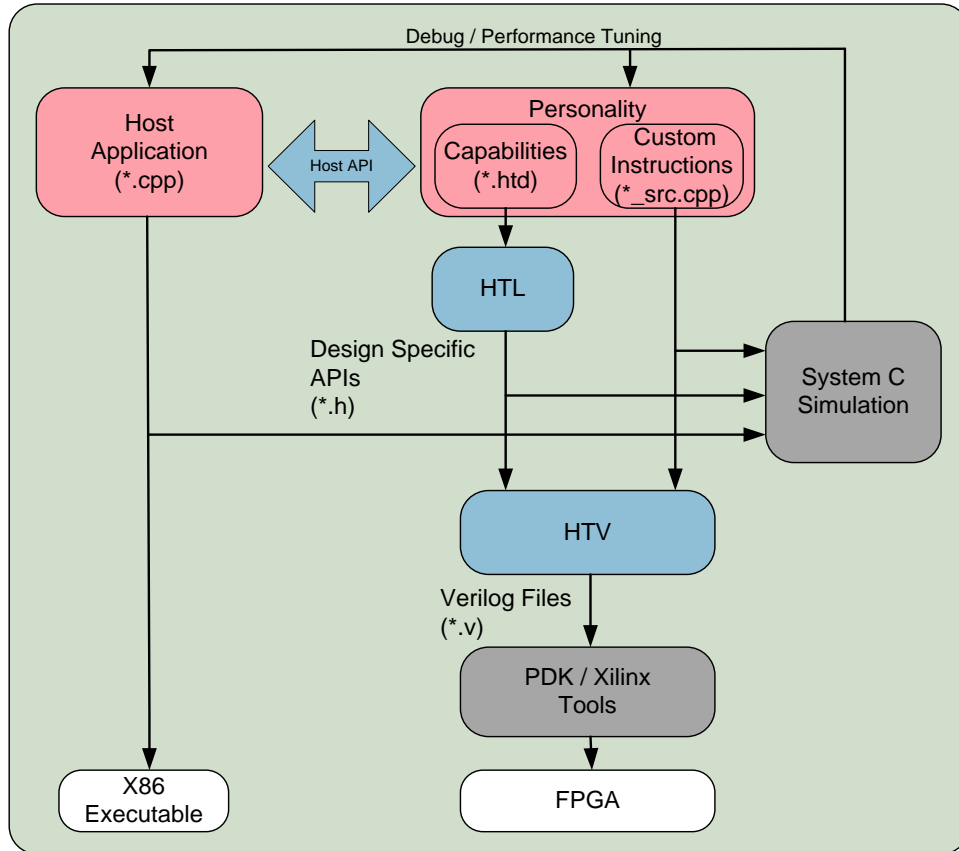 Debug / Performance Tuning
Host
Application
(*.cpp)
Host API
Personality
Capabilities
(*.htd)
Custom
Instructions
(*_src.cpp)
HTL
Design Specific
APIs
(*.h)
System C
Simulation
HTV
Verilog Files
(*.v)
PDK / Xilinx
Tools
X86
Executable
FPGA